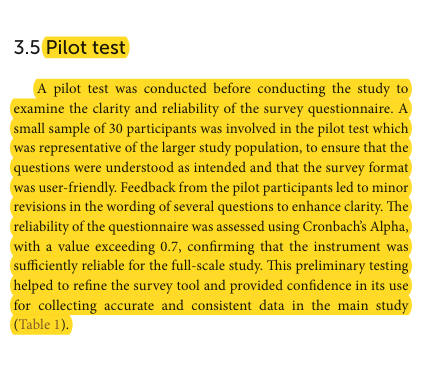 3.5 Pilot test
A pilot test was conducted before conducting the study to
examine the clarity and reliability of the survey questionnaire. A
small sample of 30 participants was involved in the pilot test which
was representative of the larger study population, to ensure that the
questions were understood as intended and that the survey format
was user-friendly. Feedback from the pilot participants led to minor
revisions in the wording of several questions to enhance clarity. The
reliability of the questionnaire was assessed using Cronbach’s Alpha,
with a value exceeding 0.7, confirming that the instrument was
sufficiently reliable for the full-scale study. This preliminary testing
helped to refine the survey tool and provided confidence in its use
for collecting accurate and consistent data in the main study
(Table 1).